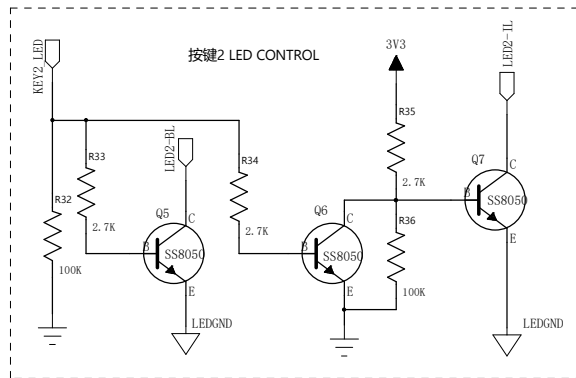 按键2 LED CONTROL
KEY2_LED
3V3
LED2-IL
R35
R33
LED2-BL
R34
Q7
R32
C
2.7K
B
SS8050
Q5
Q6
R36
C
C
2.7K
2.7K
B
SS8050
B
SS8050
E
100K
100K
E
E
LEDGND
LEDGND